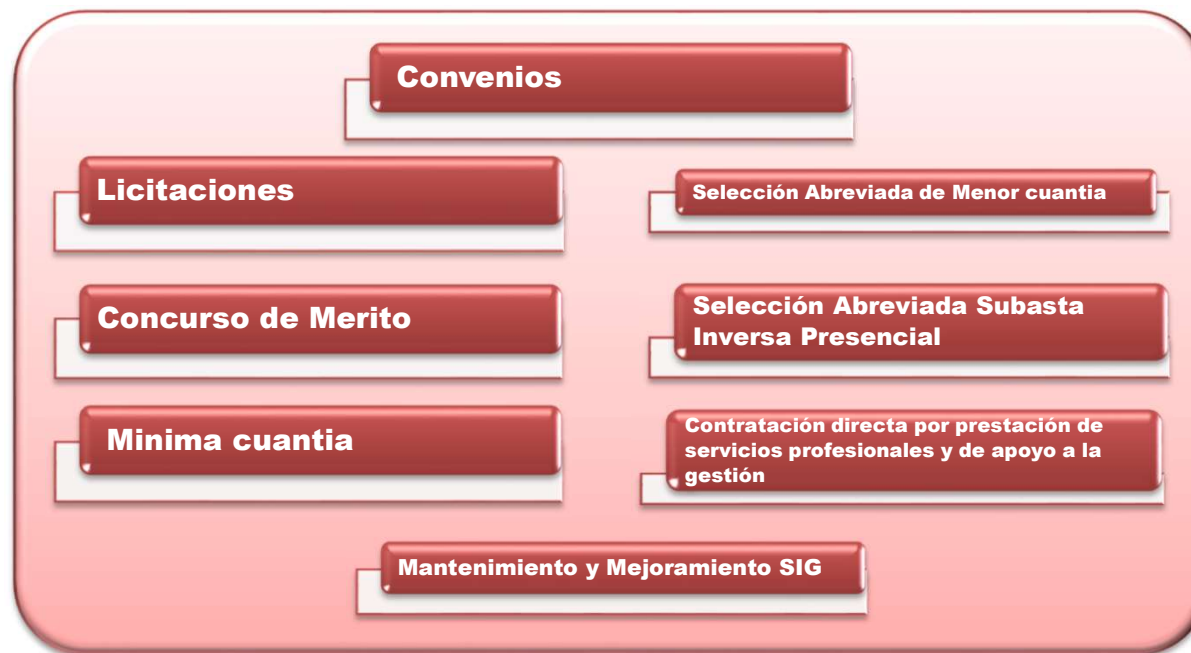 Convenios
Licitaciones
Selección Abreviada de Menor cuantia
Concurso de Merito
Selección Abreviada Subasta
Inversa Presencial
Minima cuantia
Contratación directa por prestación de
servicios profesionales y de apoyo a la
gestión
Mantenimiento y Mejoramiento SIG